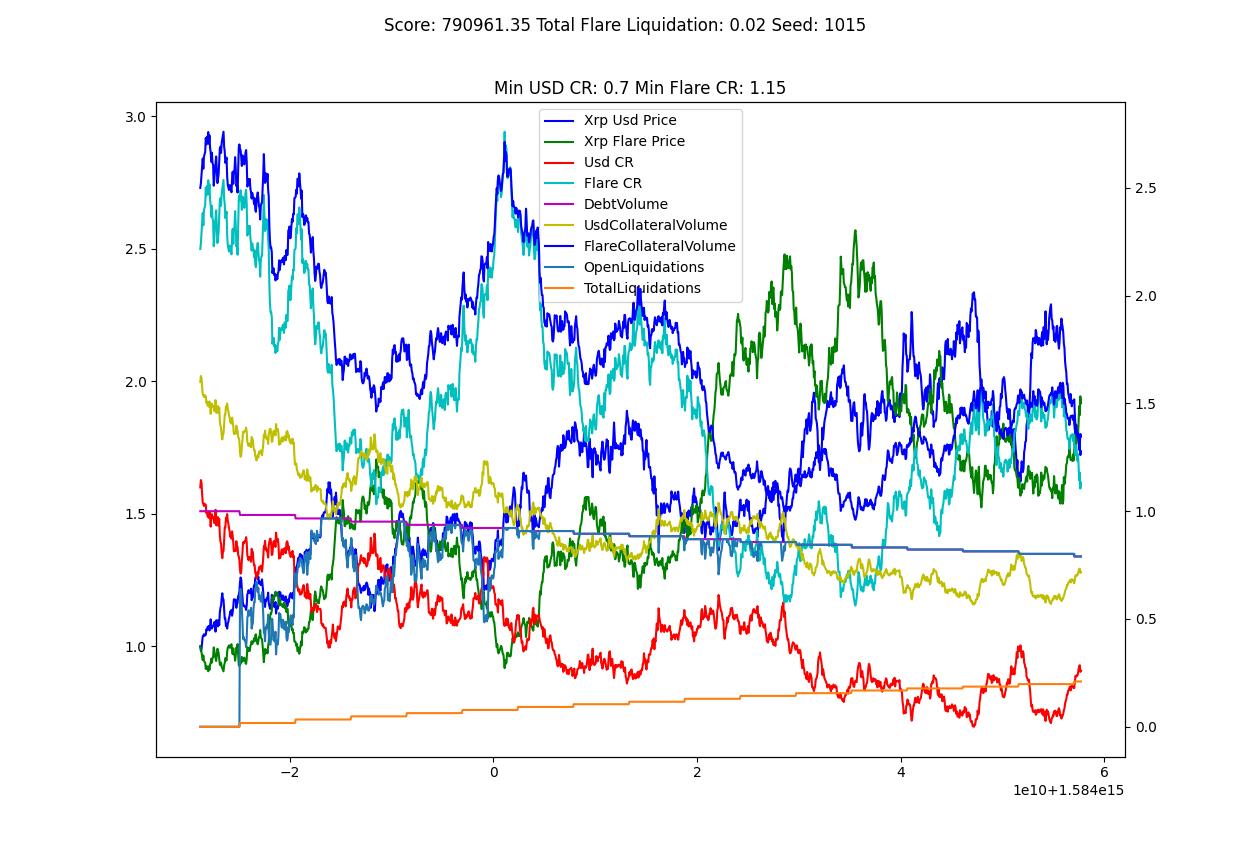 Score: 790961.35 Total Flare Liquidation: 0.02 Seed: 1015
Min USD CR: 0.7 Min Flare CR: 1.15
Xrp Usd Price
Xrp Flare Price
Usd CR
Flare CR
DebtVolume
UsdCollateralVolume
FlareCollateralVolume
OpenLiquidations
TotalLiquidations
3.0
2.5
2.0
1.5
1.0
2.5
2.0
1.5
1.0
0.5
0.0
−2 0 2 4 6
1e10+1.584e15